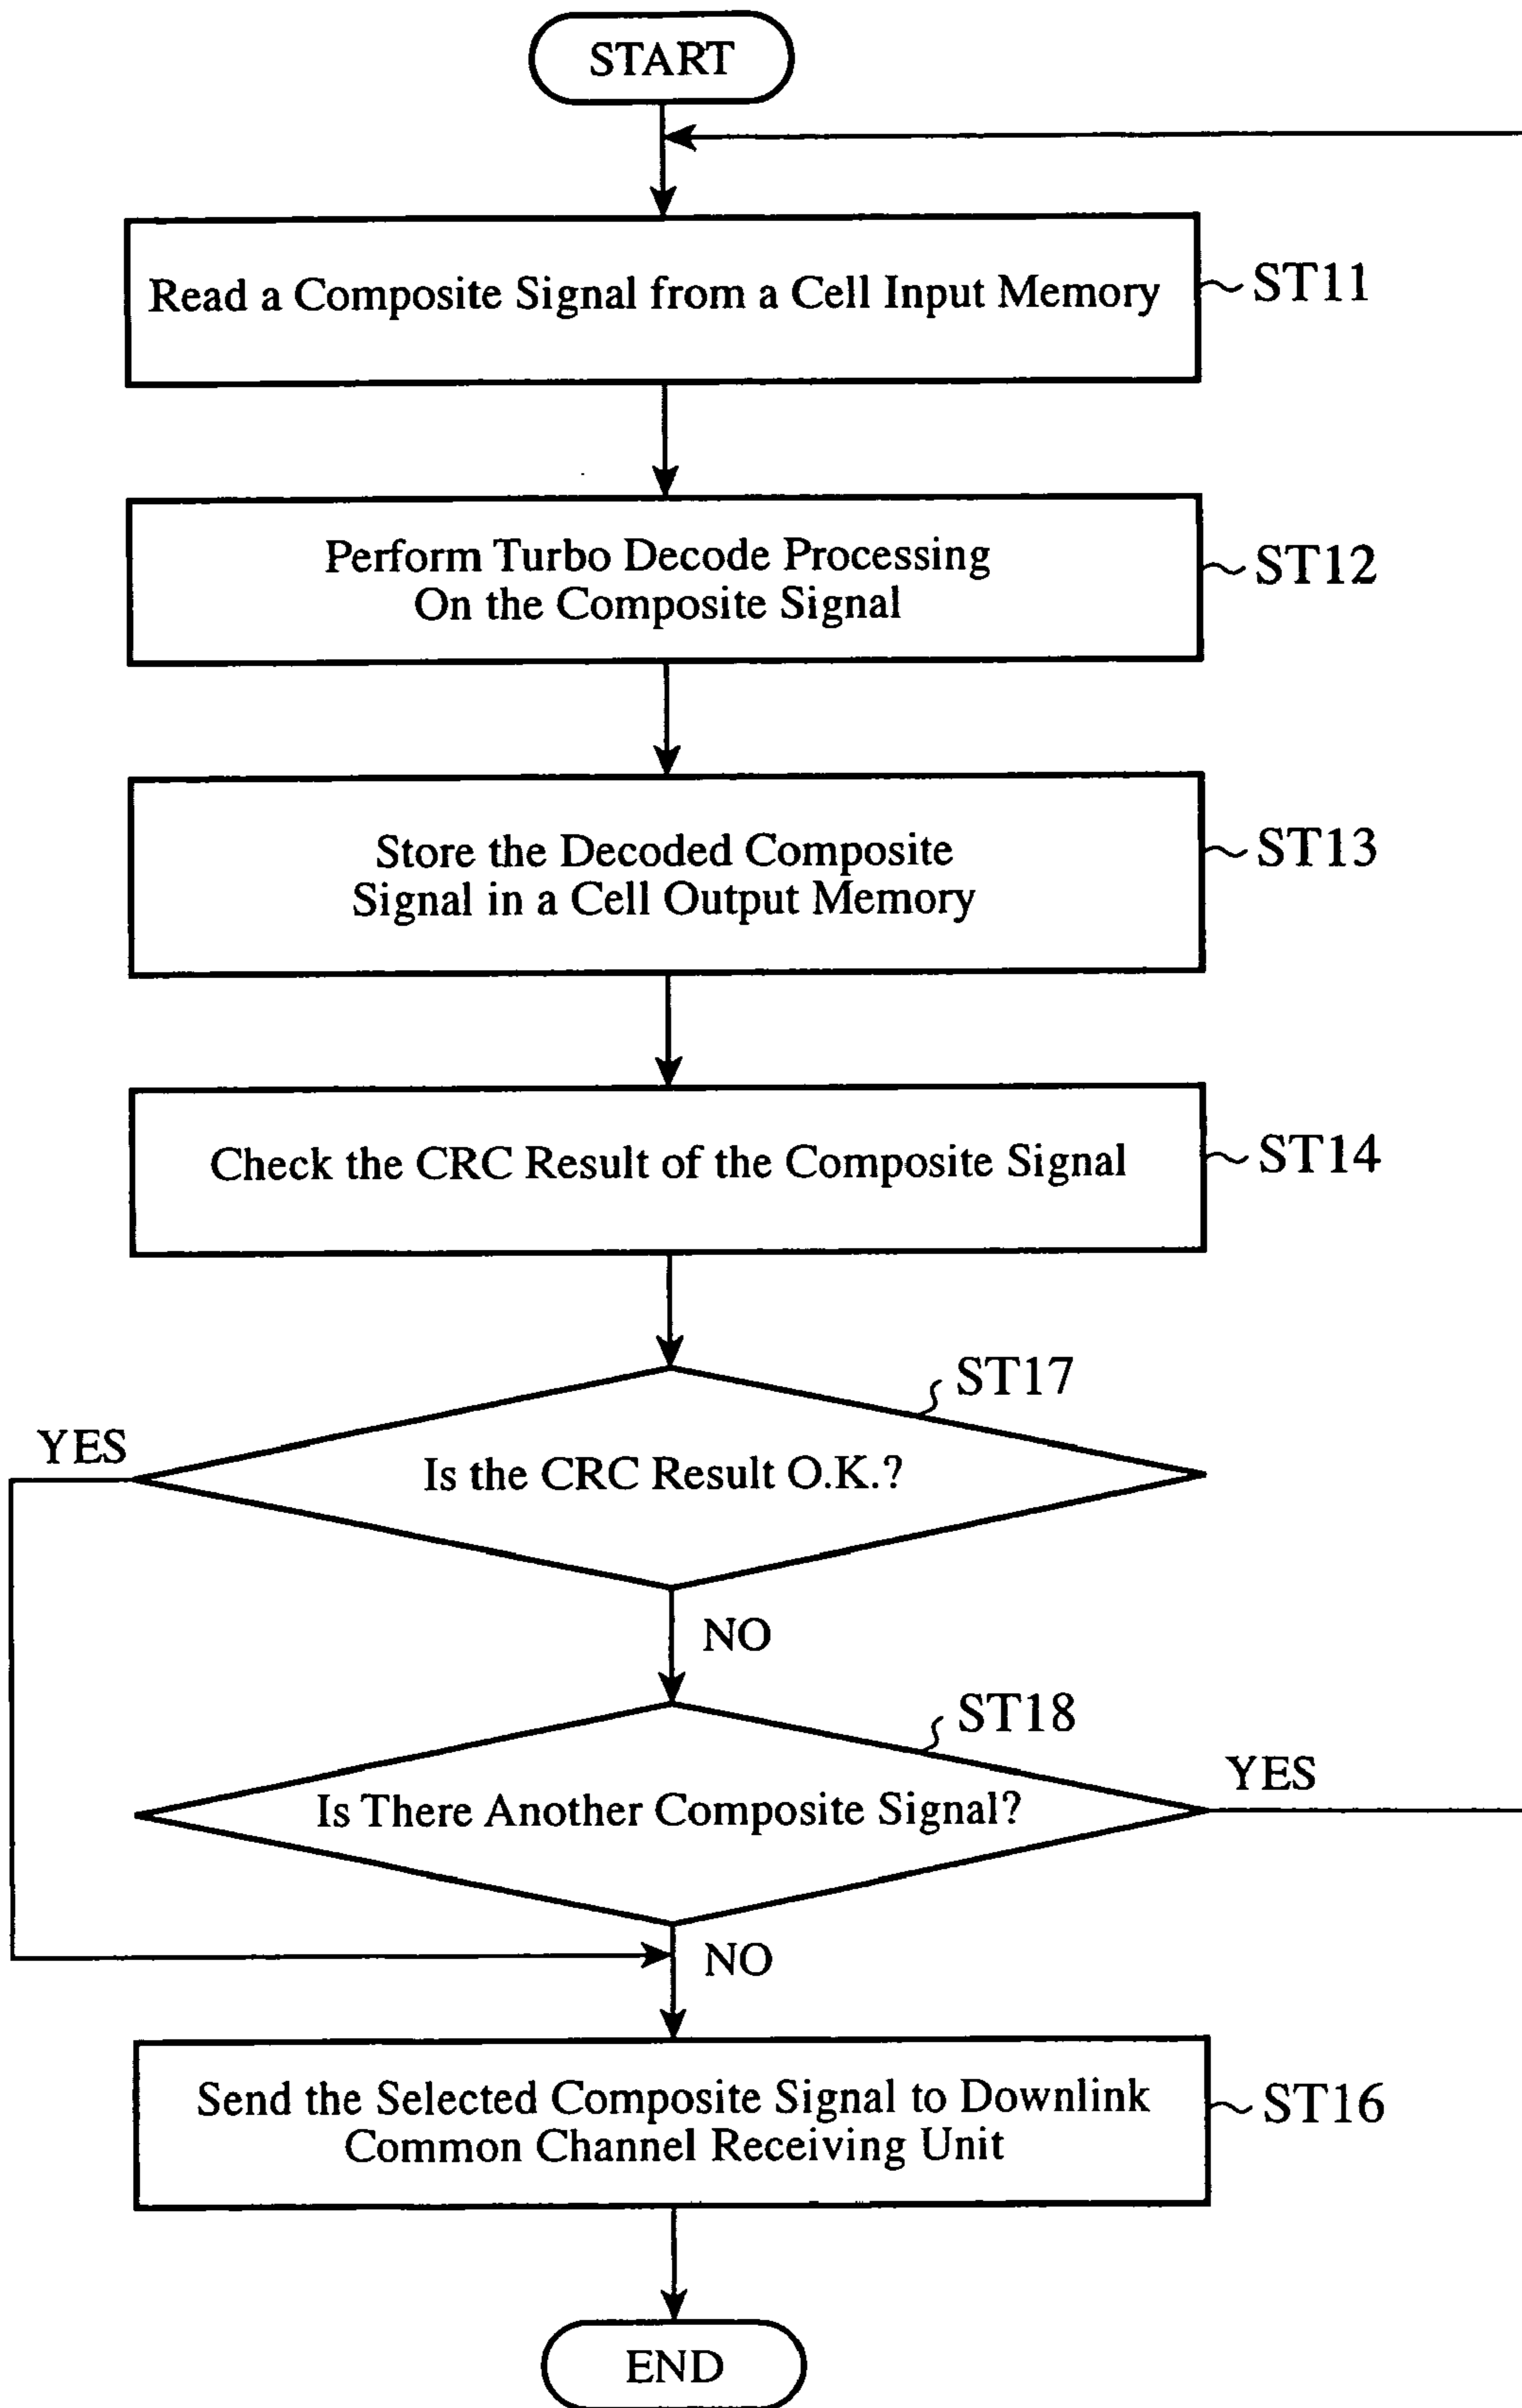 START
Read a Composite Signal from a Cell Input Memory
ST11
Perform Turbo Decode Processing
On the Composite Signal
ST12
Store the Decoded Composite
Signal in a Cell Output Memory
ST13
Check the CRC Result of the Composite Signal
ST14
ST17
YES
Is the CRC Result O.K.?
NO
ST18
YES
Is There Another Composite Signal?
NO
Send the Selected Composite Signal to Downlink
Common Channel Receiving Unit
ST16
END